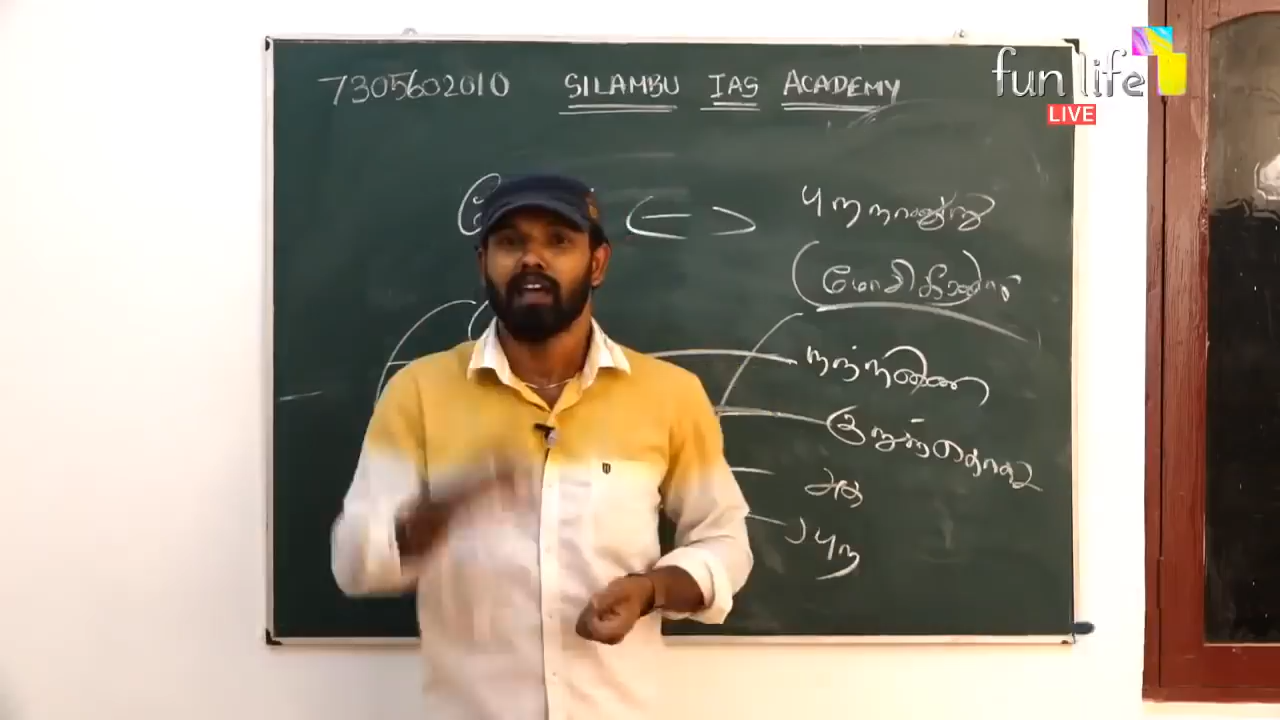 7305602010 SILAMBU IAS ACADEMY
fun life
LIVE
புறநானூறு
(மோசிகீரனார்)
நற்றிணை
குறுந்தொகை
அக
புற